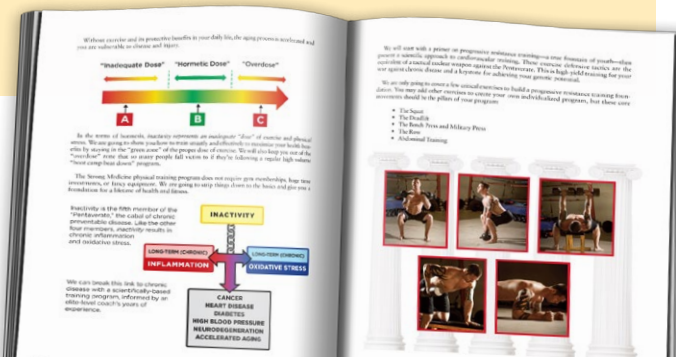 Without exercise and its protective benefits in your daily life, the aging process is accelerated and
you are vulnerable to disease and injury.
"Inadequate Dose" "Hormetic Dose" "Overdose"
A B C
In the terms of hormesis, inactivity represents an inadequate "dose" of exercise and physical
stress. We are going to show you how to train smartly and effectively to maximize your health bene-
fits by staying in the "green zone" of the proper dose of exercise. We will also keep you out of the
"overdose" zone that so many people fall victim to if they're following a regular high volume
program.
The Strong Medicine physical training program does not require gym memberships, huge time
investments, or fancy equipment. We are going to strip things down to the basics and give you a
foundation for a lifetime of health and fitness.
Inactivity is the fifth member of the
"Pentaverate," the cabal of chronic
preventable disease. Like the other
four members, inactivity results in
chronic inflammation
and oxidative stress.
We can break this link to chronic
disease with a scientifically-based
training program, informed by an
elite-level coach's years of
experience.
INACTIVITY
LONG-TERM (CHRONIC)
INFLAMMATION
LONG-TERM (CHRONIC)
OXIDATIVE STRESS
CANCER
HEART DISEASE
DIABETES
HIGH BLOOD PRESSURE
NEURODEGENERATION
ACCELERATED AGING
We will start with a primer on progressive resistance training—a true fountain of youth—then
present a scientific approach to cardiovascular training. These exercise defensive tactics are the
equivalent of a tactical nuclear weapon against the Pentaverate. This is high-yield training for your
war against chronic disease and a keystone for achieving your genetic potential.
We are only going to cover a few critical exercises to build a progressive resistance training foun-
dation. You may add other exercises to create your own individualized program, but these core
movements should be the pillars of your program:
• The Squat
• The Deadlift
• The Bench Press and Military Press
• The Row
• Abdominal Training